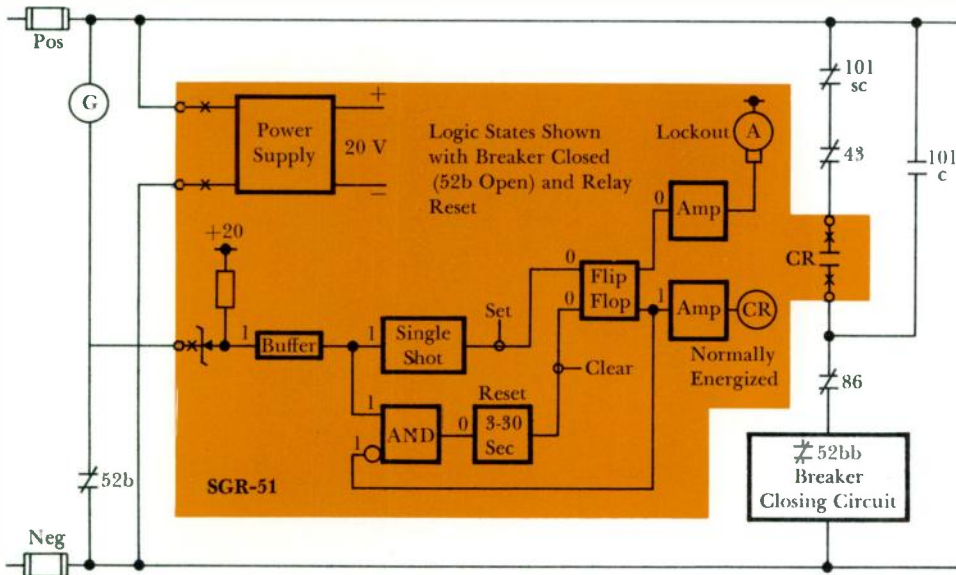 Pos
G
Power
Supply
+
20 V
−
Logic States Shown
with Breaker Closed
(52b Open) and Relay
Reset
Lockout
A
101
sc
43
101
c
+20
0
Amp
CR
0
Flip
Flop
0
1
Amp
CR
Set
1
Buffer
1
Single
Shot
Normally
Energized
Clear
86
Reset
1
AND
1
0
3-30
Sec
52b
SGR-51
52bb
Breaker
Closing Circuit
Neg